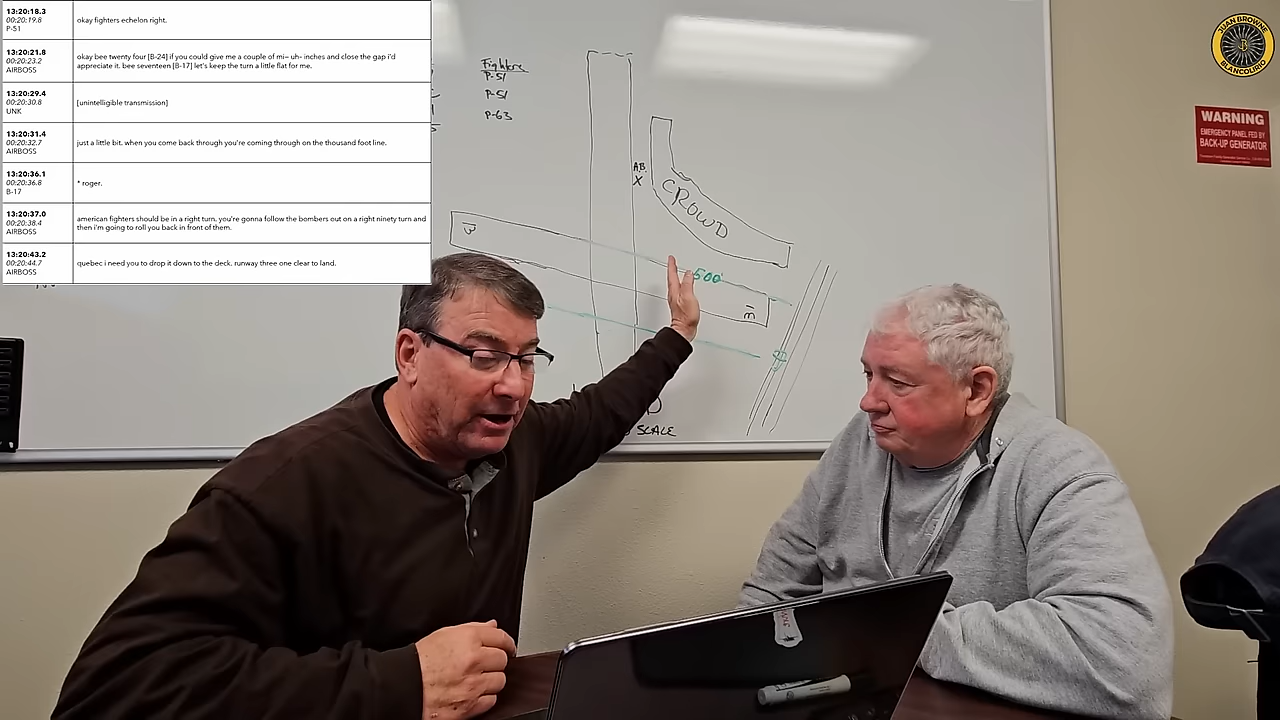 13:20:18.3
00:20:19.8
P-51
okay fighters echelon right.
13:20:21.8
00:20:23.2
AIRBOSS
okay bee twenty four [B-24] if you could give me a couple of mi– uh– inches and close the gap i'd
appreciate it. bee seventeen [B-17] let's keep the turn a little flat for me.
13:20:29.4
00:20:30.8
UNK
[unintelligible transmission]
13:20:31.4
00:20:32.7
AIRBOSS
just a little bit. when you come back through you're coming through on the thousand foot line.
13:20:36.1
00:20:36.8
B-17
* roger.
13:20:37.0
00:20:38.4
AIRBOSS
american fighters should be in a right turn. you're gonna follow the bombers out on a right ninety turn and
then i'm going to roll you back in front of them.
13:20:43.2
00:20:44.7
AIRBOSS
quebec i need you to drop it down to the deck. runway three one clear to land.
Fighters
P-51
P-51
P-63
A.B.
X
CROWD
500'
13
31
SCALE
JUAN BROWNE
BLANCOLIRIO
WARNING
EMERGENCY PANEL FED BY
BACK-UP GENERATOR